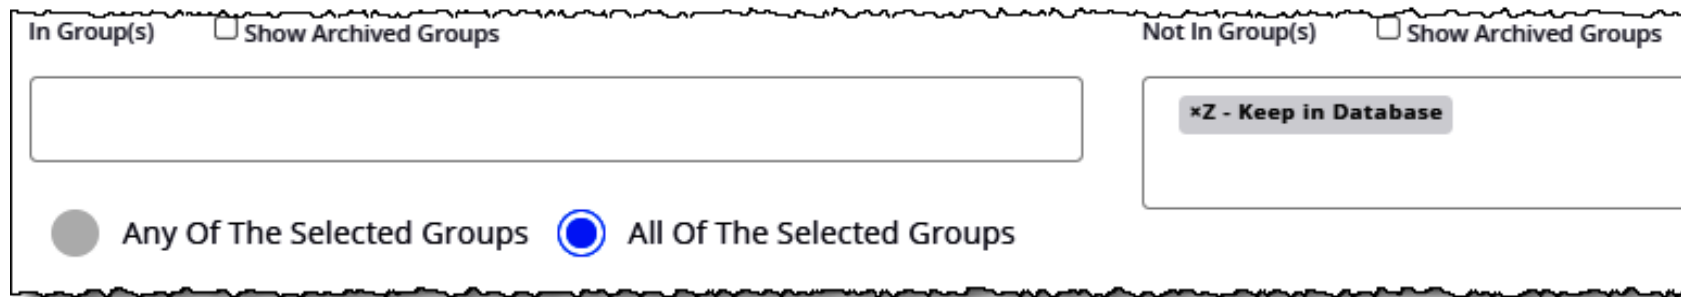 In Group(s) Show Archived Groups Not In Group(s) Show Archived Groups
×Z - Keep in Database
Any Of The Selected Groups All Of The Selected Groups